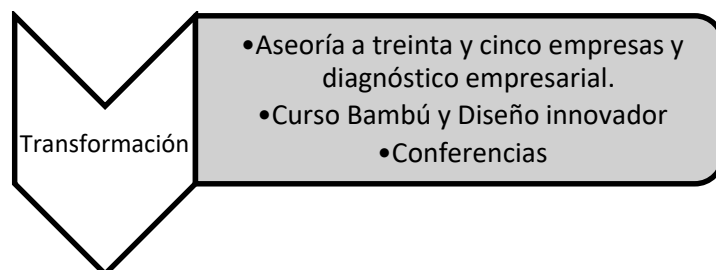 Transformación
•Aseoría a treinta y cinco empresas y
diagnóstico empresarial.
•Curso Bambú y Diseño innovador
•Conferencias